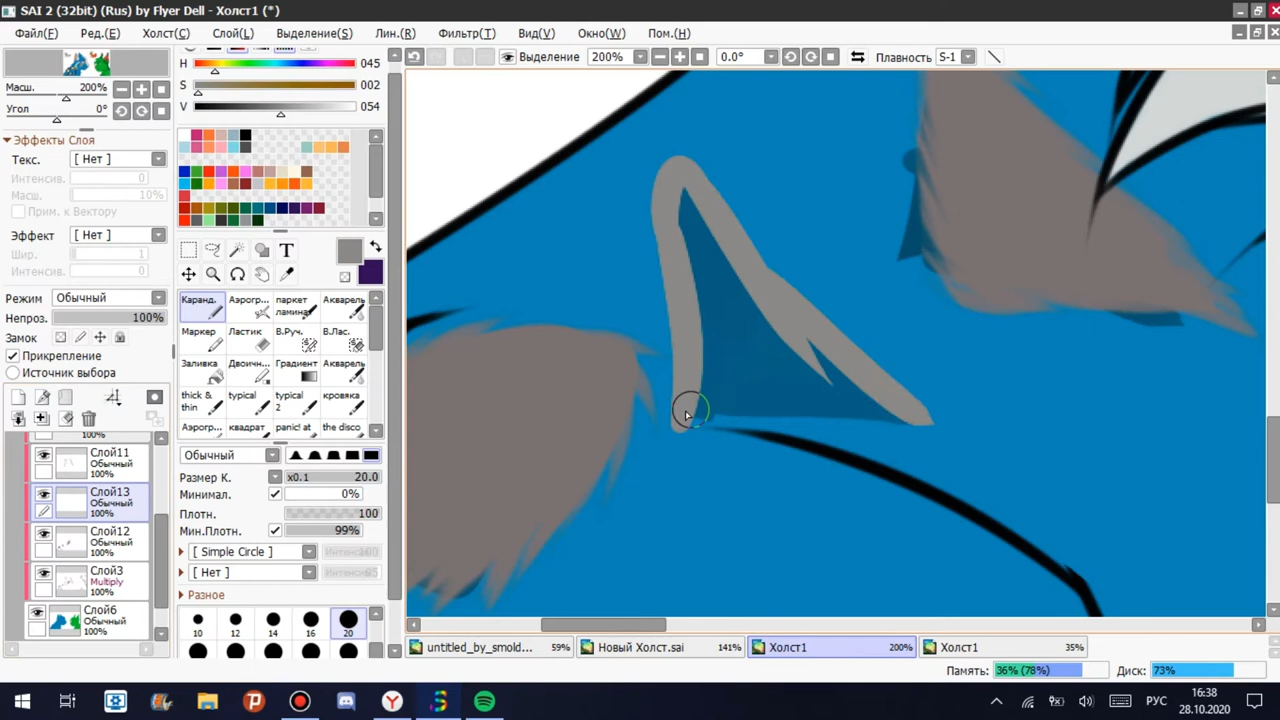 SAI 2 (32bit) (Rus) by Flyer Dell - Холст1 (*)
Файл(F) Ред.(E) Холст(C) Слой(L) Выделение(S) Лин.(R) Фильтр(T) Вид(V) Окно(W) Пом.(H)
Выделение 200% 0.0° Плавность S-1
Масш. 200%
Угол 0°
Эффекты Слоя
Текс. [ Нет ]
Интенсив. 0
Масш. 10%
Прим. к Вектору
Эффект [ Нет ]
Шир. 1
Интенсив.
Режим Обычный
Непроз. 100%
Замок
Прикрепление
Источник выбора
100%
Слой11
Обычный
100%
Слой13
Обычный
100%
Слой12
Обычный
100%
Слой3
Multiply
100%
Слой6
Обычный
100%
H 045
S 002
V 054
T
Каранд. Аэрогр... паркет ламина Акварель
Маркер Ластик В.Руч. В.Лас.
Заливка Двоичн... Градиент Акварель
thick & thin typical typical 2 кровяка
Аэрогр... квадрат panic! at the disco
Обычный
Размер К. x0.1 20.0
Минимал. 0%
Плотн. 100
Мин.Плотн. 99%
[ Simple Circle ]
[ Нет ]
Разное
10 12 14 16 20
untitled_by_smold... 59% Новый Холст.sai 141% Холст1 200% Холст1 35%
Память: 36% (78%) Диск: 73%
РУС
16:38
28.10.2020